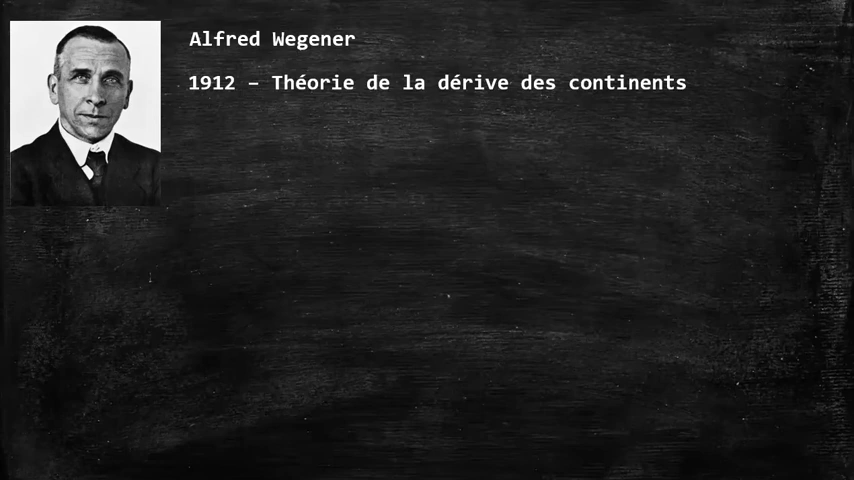 Alfred Wegener
1912 – Théorie de la dérive des continents